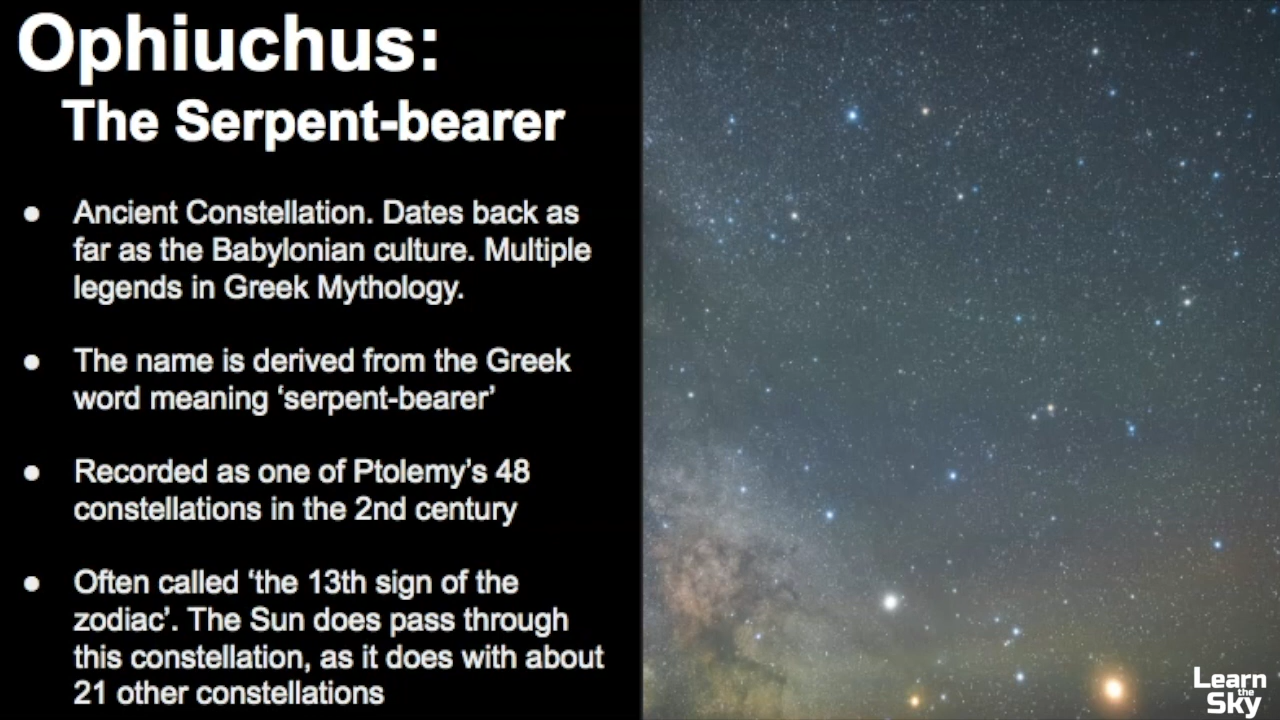 Ophiuchus:
The Serpent-bearer
● Ancient Constellation. Dates back as
far as the Babylonian culture. Multiple
legends in Greek Mythology.
● The name is derived from the Greek
word meaning ‘serpent-bearer’
● Recorded as one of Ptolemy’s 48
constellations in the 2nd century
● Often called ‘the 13th sign of the
zodiac’. The Sun does pass through
this constellation, as it does with about
21 other constellations
Learn
the
Sky